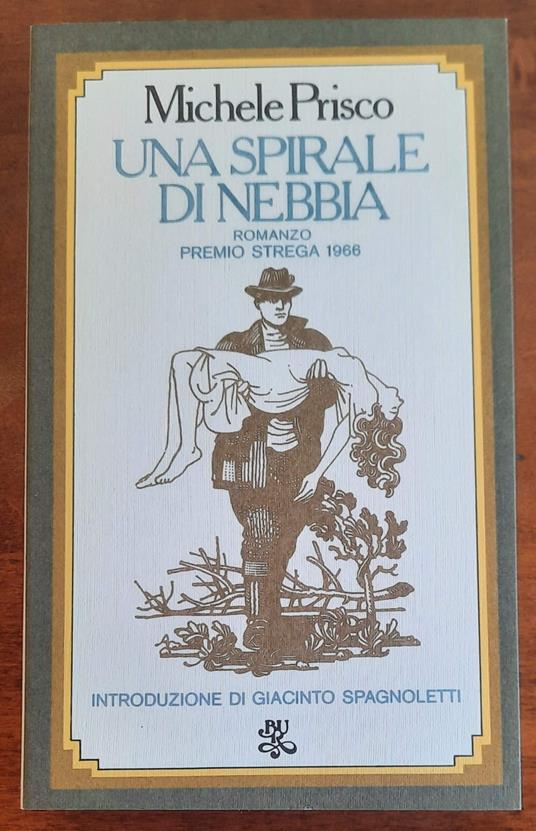 Michele Prisco
UNA SPIRALE
DI NEBBIA
ROMANZO
PREMIO STREGA 1966
INTRODUZIONE DI GIACINTO SPAGNOLETTI
BUR